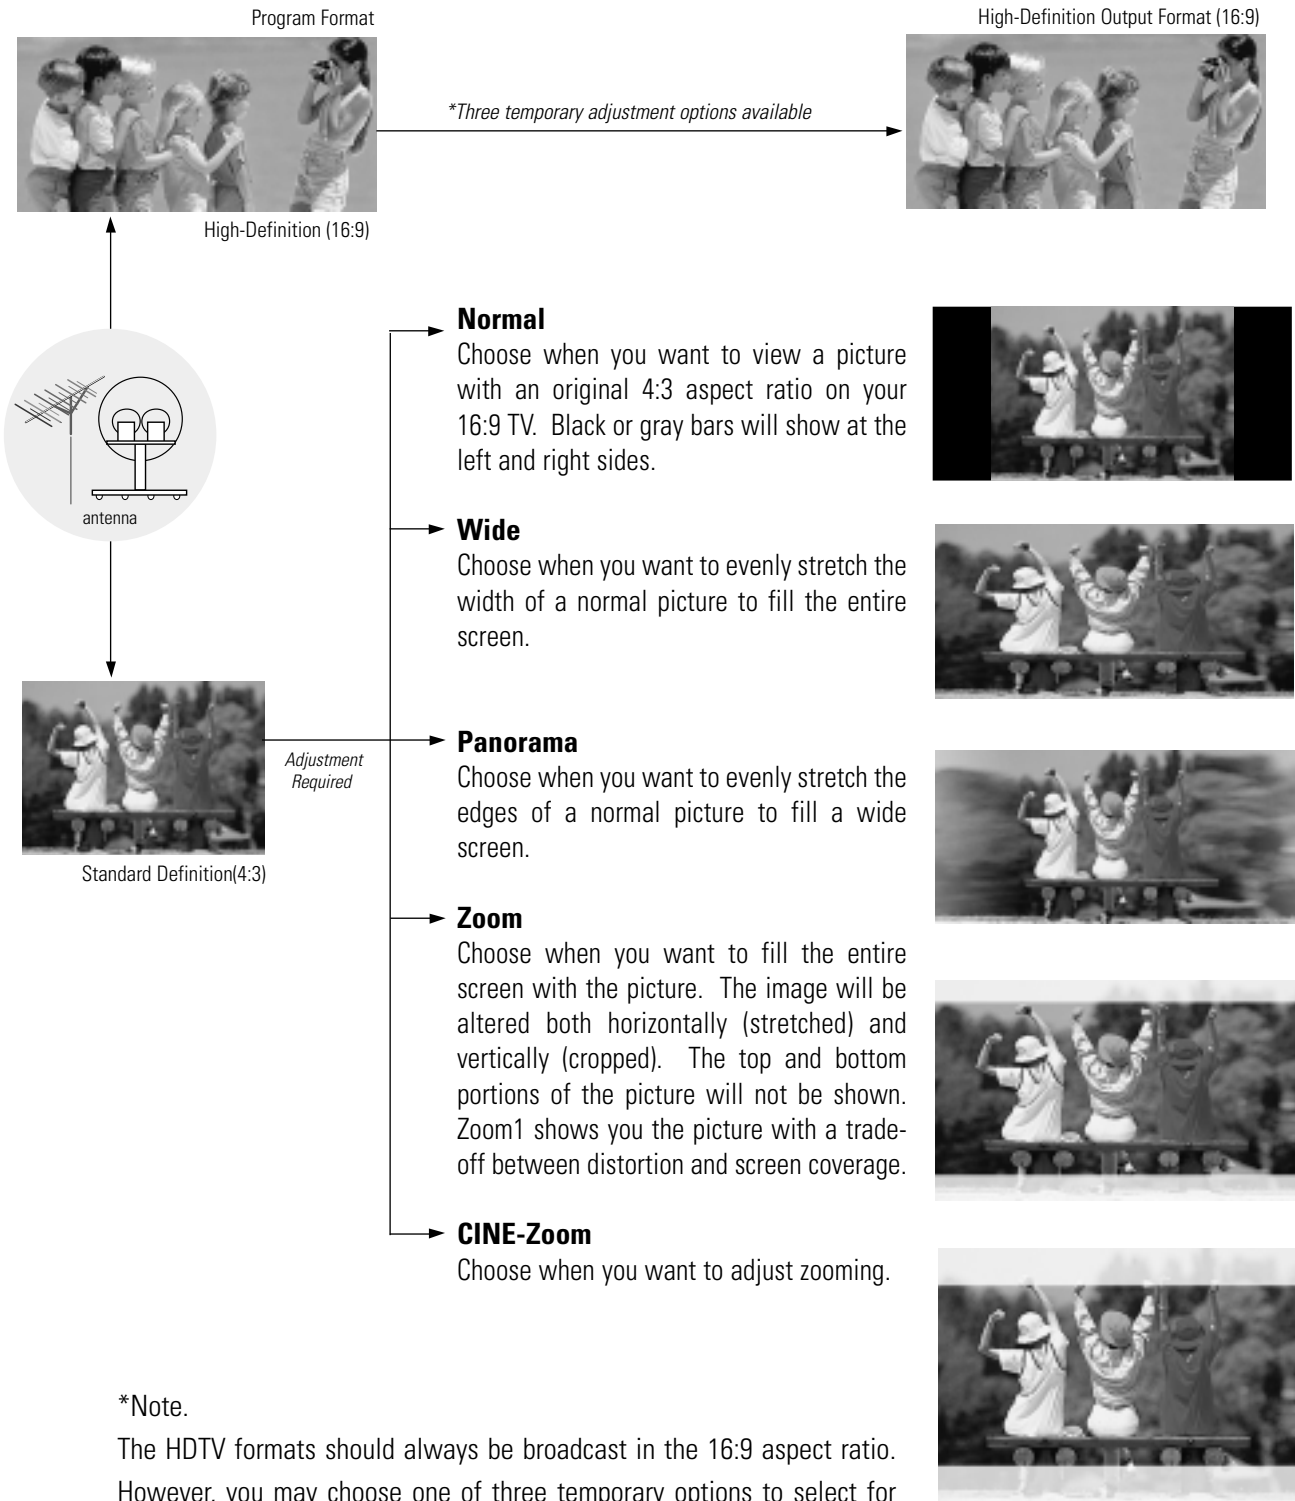 Program Format
High-Definition Output Format (16:9)
*Three temporary adjustment options available
High-Definition (16:9)
Normal
Choose when you want to view a picture
with an original 4:3 aspect ratio on your
16:9 TV. Black or gray bars will show at the
left and right sides.
antenna
Wide
Choose when you want to evenly stretch the
width of a normal picture to fill the entire
screen.
Adjustment
Required
Standard Definition(4:3)
Panorama
Choose when you want to evenly stretch the
edges of a normal picture to fill a wide
screen.
Zoom
Choose when you want to fill the entire
screen with the picture. The image will be
altered both horizontally (stretched) and
vertically (cropped). The top and bottom
portions of the picture will not be shown.
Zoom1 shows you the picture with a trade-
off between distortion and screen coverage.
CINE-Zoom
Choose when you want to adjust zooming.
*Note.
The HDTV formats should always be broadcast in the 16:9 aspect ratio.
However, you may choose one of three temporary options to select for